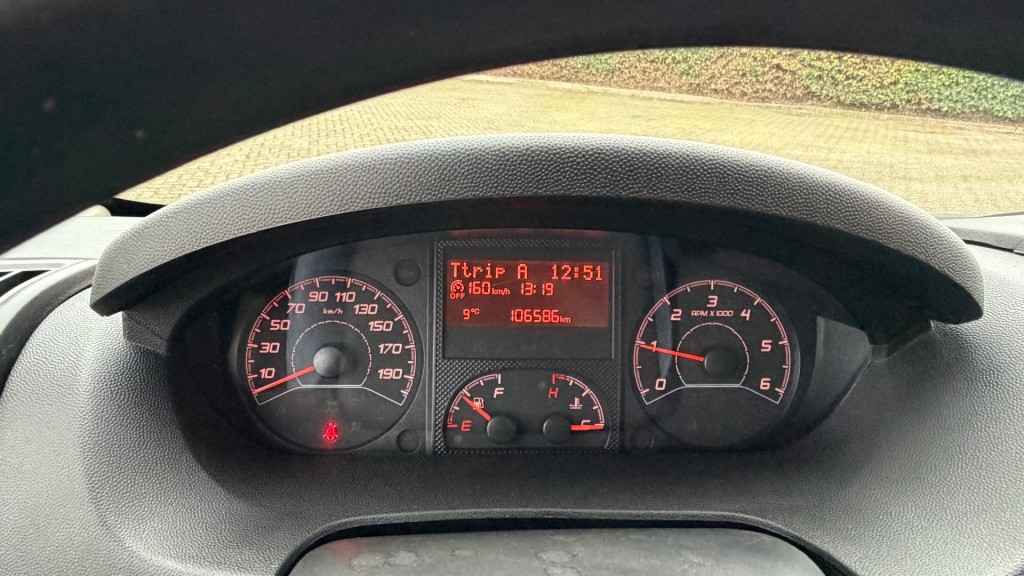 Ttrip A 12:51
160 km/h 13:19
OFF
9°C 106586 km
10 30 50 70 90 110 130 150 170 190
km/h
0 1 2 3 4 5 6
RPM X 1000
E F
H C